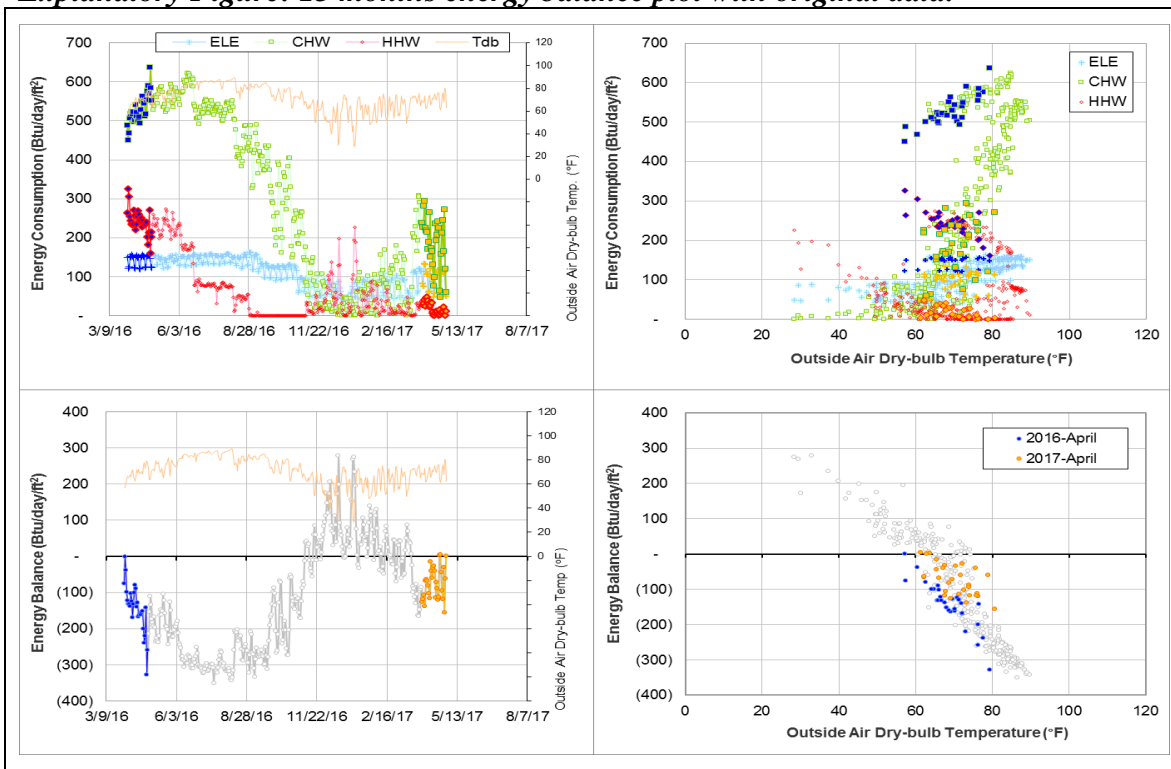 Explanatory Figure: 13 months energy balance plot with original data.
ELE CHW HHW Tdb
700
600
500
400
300
200
100
-
Energy Consumption (Btu/day/ft²)
120
100
80
60
40
20
0
Outside Air Dry-bulb Temp. (°F)
3/9/16 6/3/16 8/28/16 11/22/16 2/16/17 5/13/17 8/7/17
700
600
500
400
300
200
100
-
Energy Consumption (Btu/day/ft²)
ELE
CHW
HHW
0 20 40 60 80 100 120
Outside Air Dry-bulb Temperature (°F)
400
300
200
100
-
(100)
(200)
(300)
(400)
Energy Balance (Btu/day/ft²)
120
100
80
60
40
20
0
Outside Air Dry-bulb Temp (°F)
3/9/16 6/3/16 8/28/16 11/22/16 2/16/17 5/13/17 8/7/17
400
300
200
100
-
(100)
(200)
(300)
(400)
Energy Balance (Btu/day/ft²)
2016-April
2017-April
0 20 40 60 80 100 120
Outside Air Dry-bulb Temperature (°F)